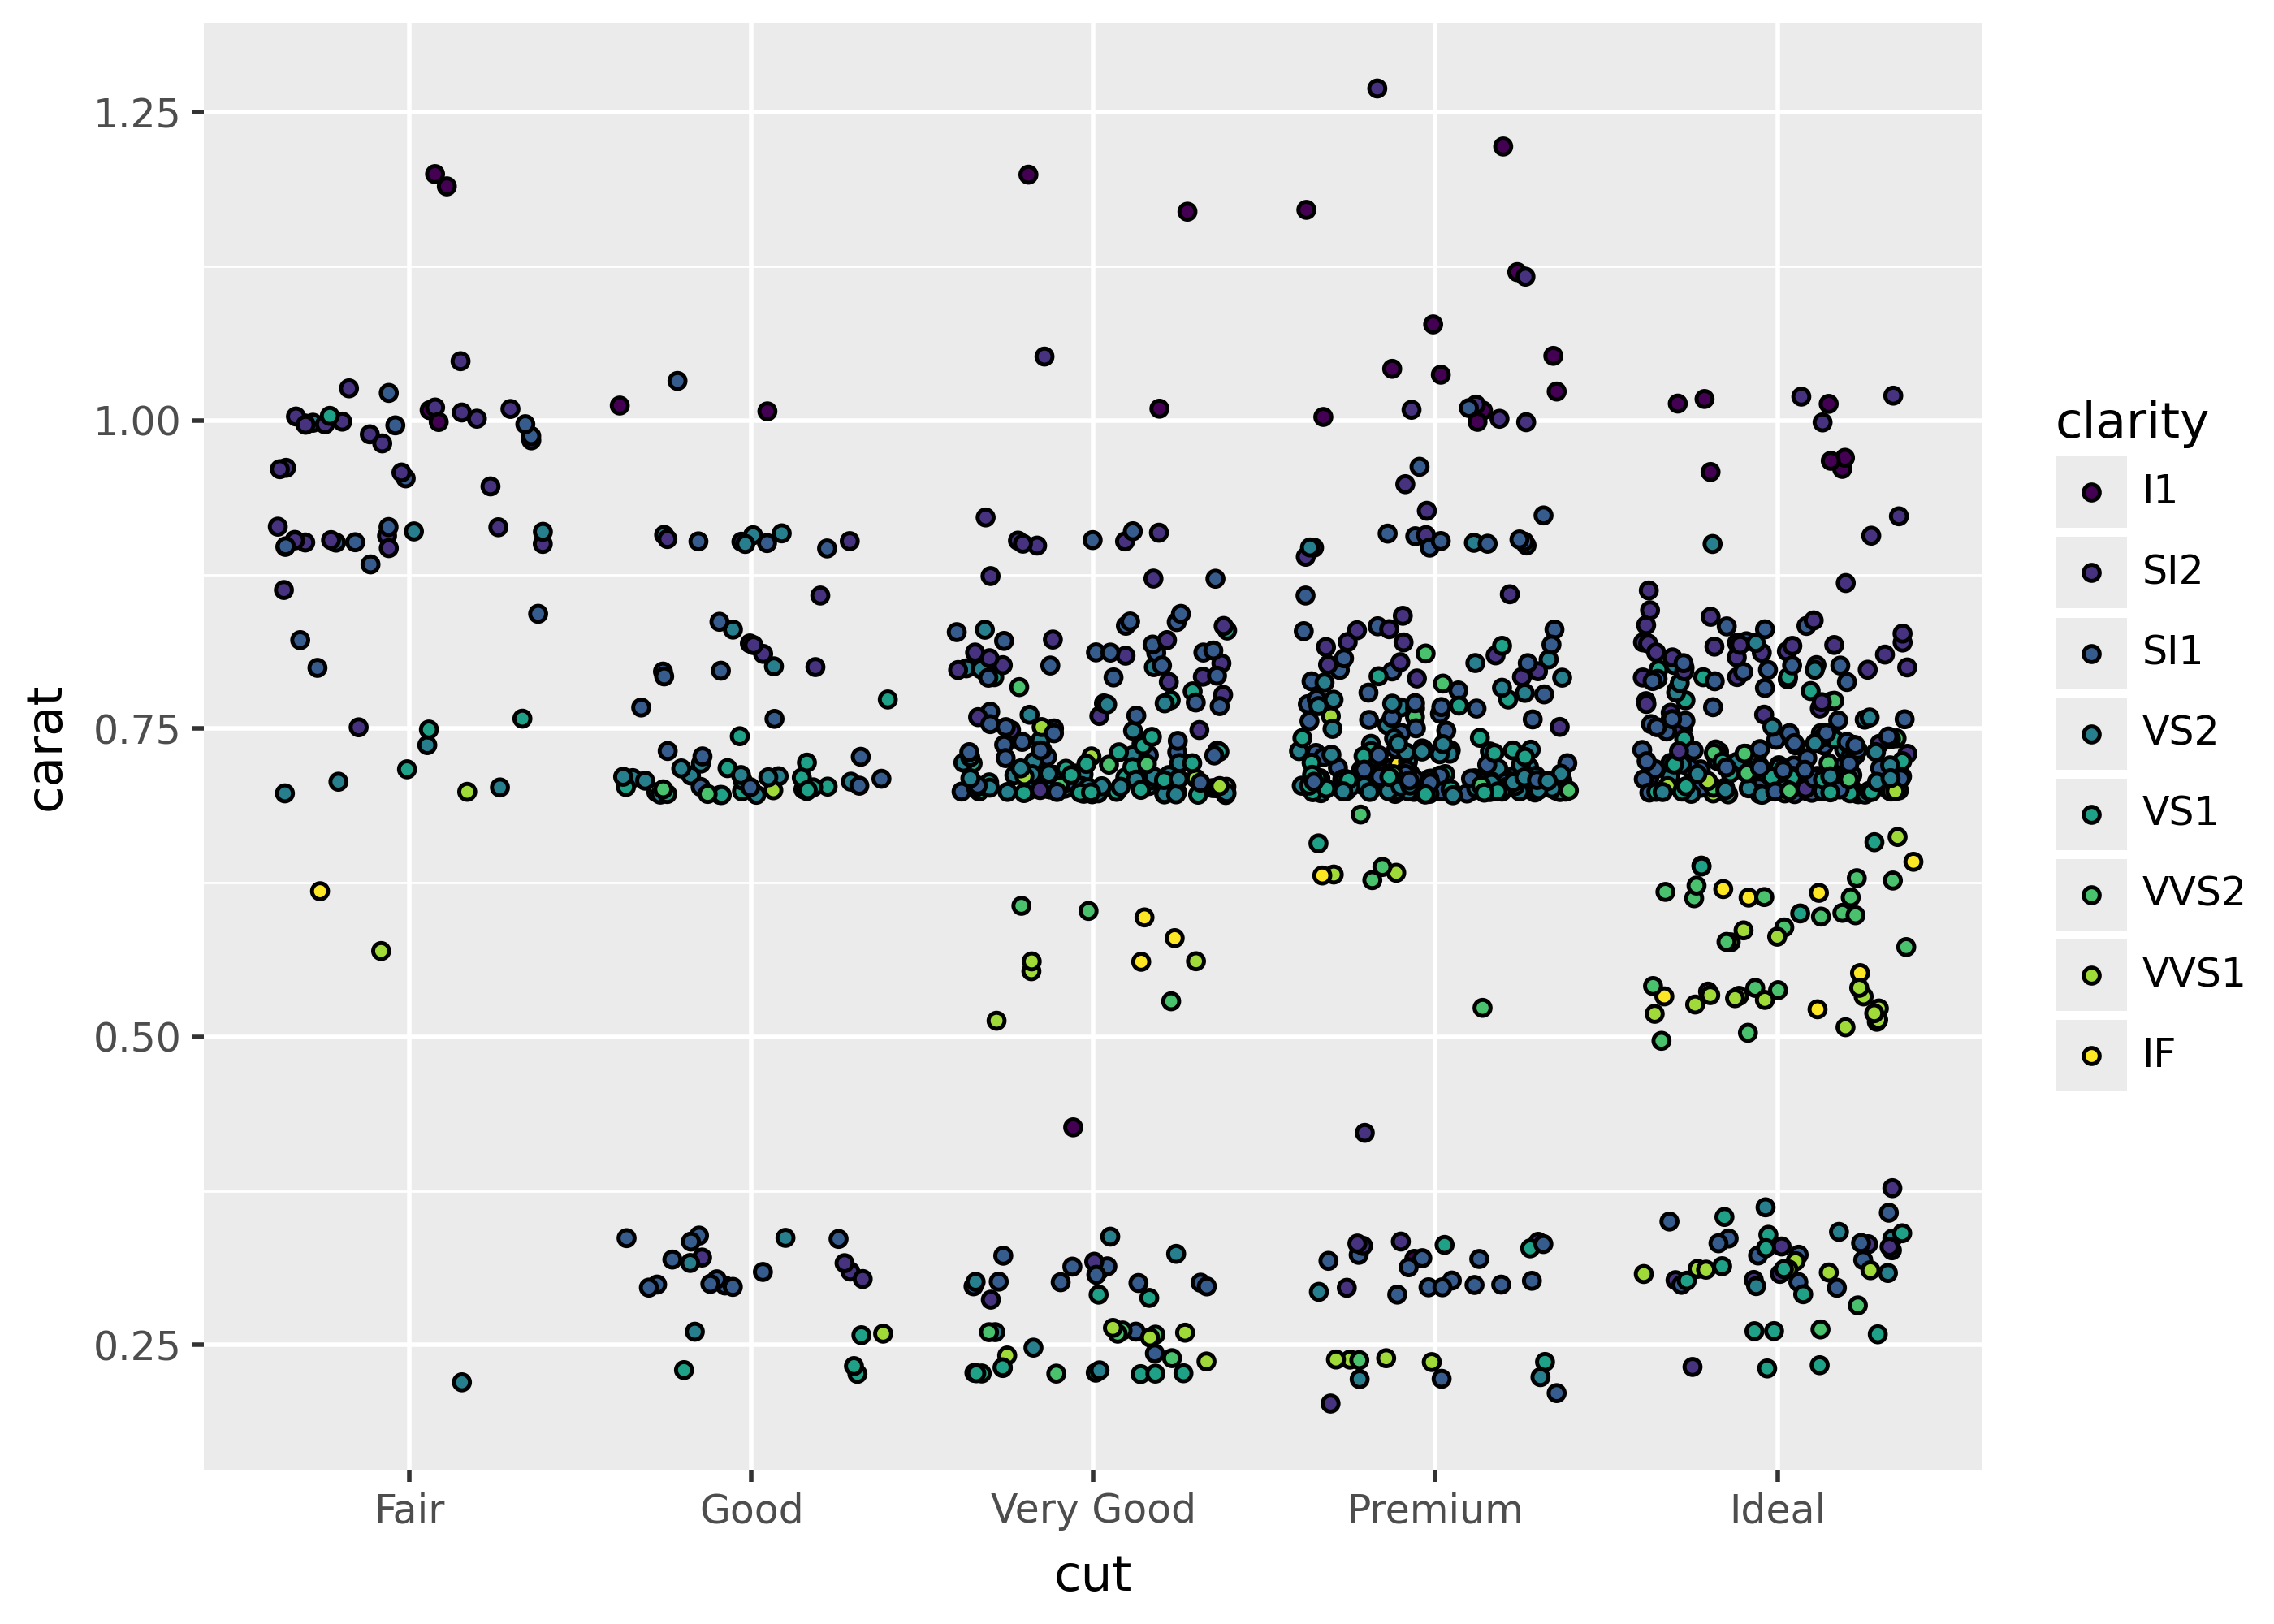 1.25
1.00
0.75
0.50
0.25
carat
Fair
Good
Very Good
Premium
Ideal
cut
clarity
I1
SI2
SI1
VS2
VS1
VVS2
VVS1
IF